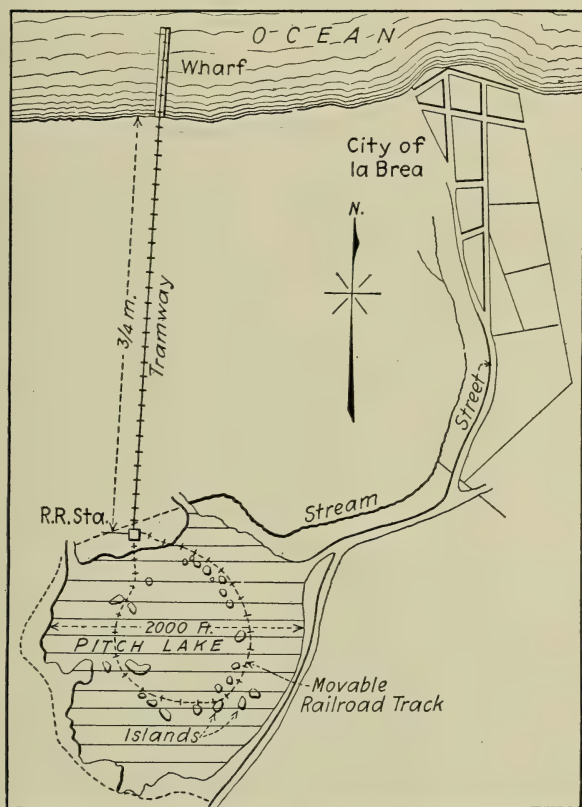 OCEAN
Wharf
City of
la Brea
N.
3/4 m.
Tramway
Street
R.R. Sta.
Stream
2000 Ft.
PITCH LAKE
Movable
Railroad Track
Islands